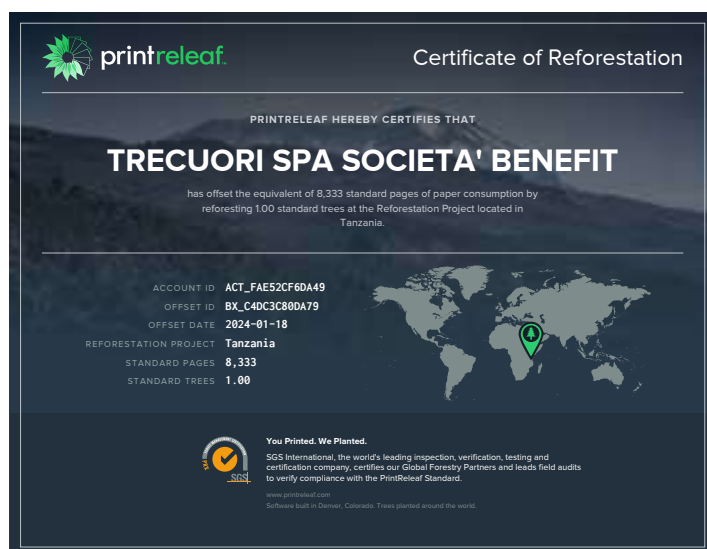 printreleaf.
Certificate of Reforestation
PRINTRELEAF HEREBY CERTIFIES THAT
TRECUORI SPA SOCIETA' BENEFIT
has offset the equivalent of 8,333 standard pages of paper consumption by
reforesting 1.00 standard trees at the Reforestation Project located in
Tanzania.
ACCOUNT ID ACT_FAE52CF6DA49
OFFSET ID BX_C4DC3C80DA79
OFFSET DATE 2024-01-18
REFORESTATION PROJECT Tanzania
STANDARD PAGES 8,333
STANDARD TREES 1.00
SGS
You Printed. We Planted.
SGS International, the world's leading inspection, verification, testing and
certification company, certifies our Global Forestry Partners and leads field audits
to verify compliance with the PrintReleaf Standard.
www.printreleaf.com
Software built in Denver, Colorado. Trees planted around the world.